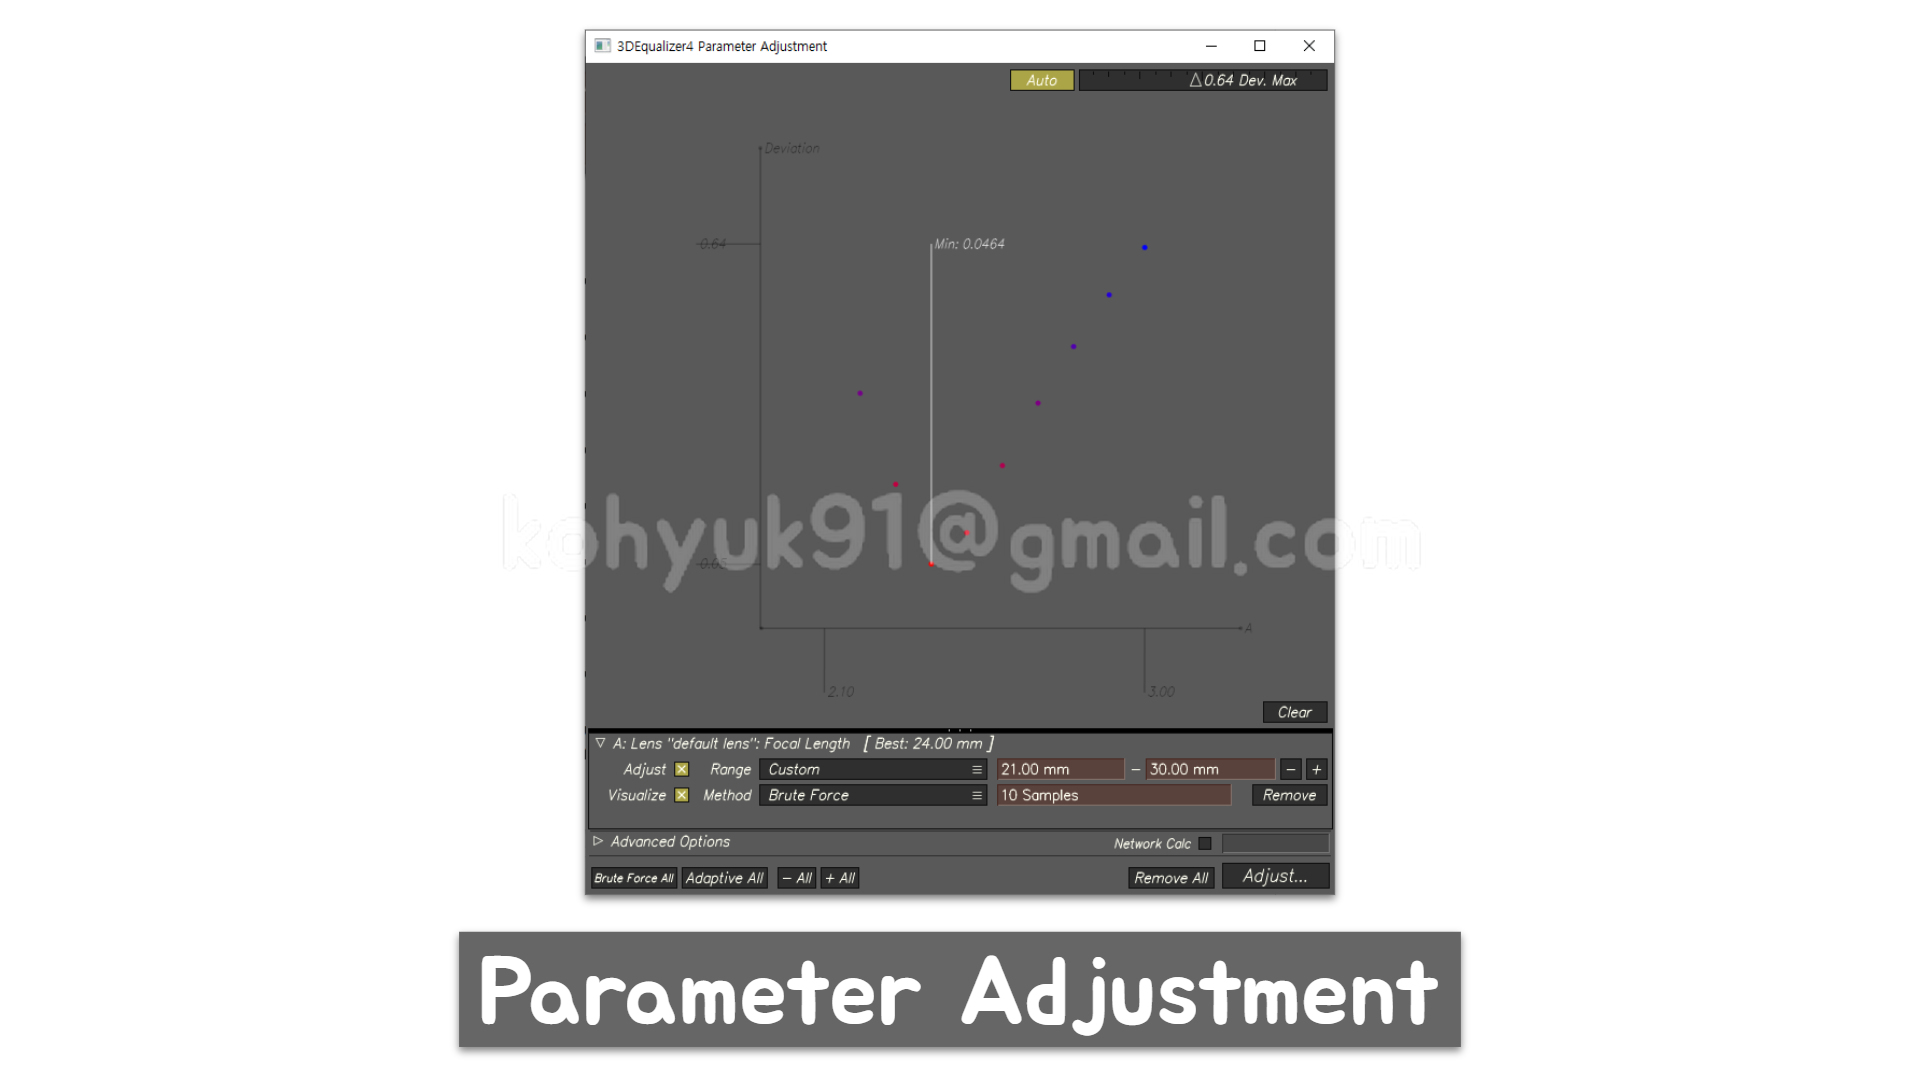 3DEqualizer4 Parameter Adjustment
Auto
0.64 Dev. Max
Deviation
0.64
Min: 0.0464
kohyuk91@gmail.com
0.05
A
2.10
3.00
Clear
A: Lens "default lens": Focal Length [ Best: 24.00 mm ]
Adjust Range Custom 21.00 mm – 30.00 mm − +
Visualize Method Brute Force 10 Samples Remove
Advanced Options Network Calc
Brute Force All Adaptive All − All + All Remove All Adjust...
Parameter Adjustment